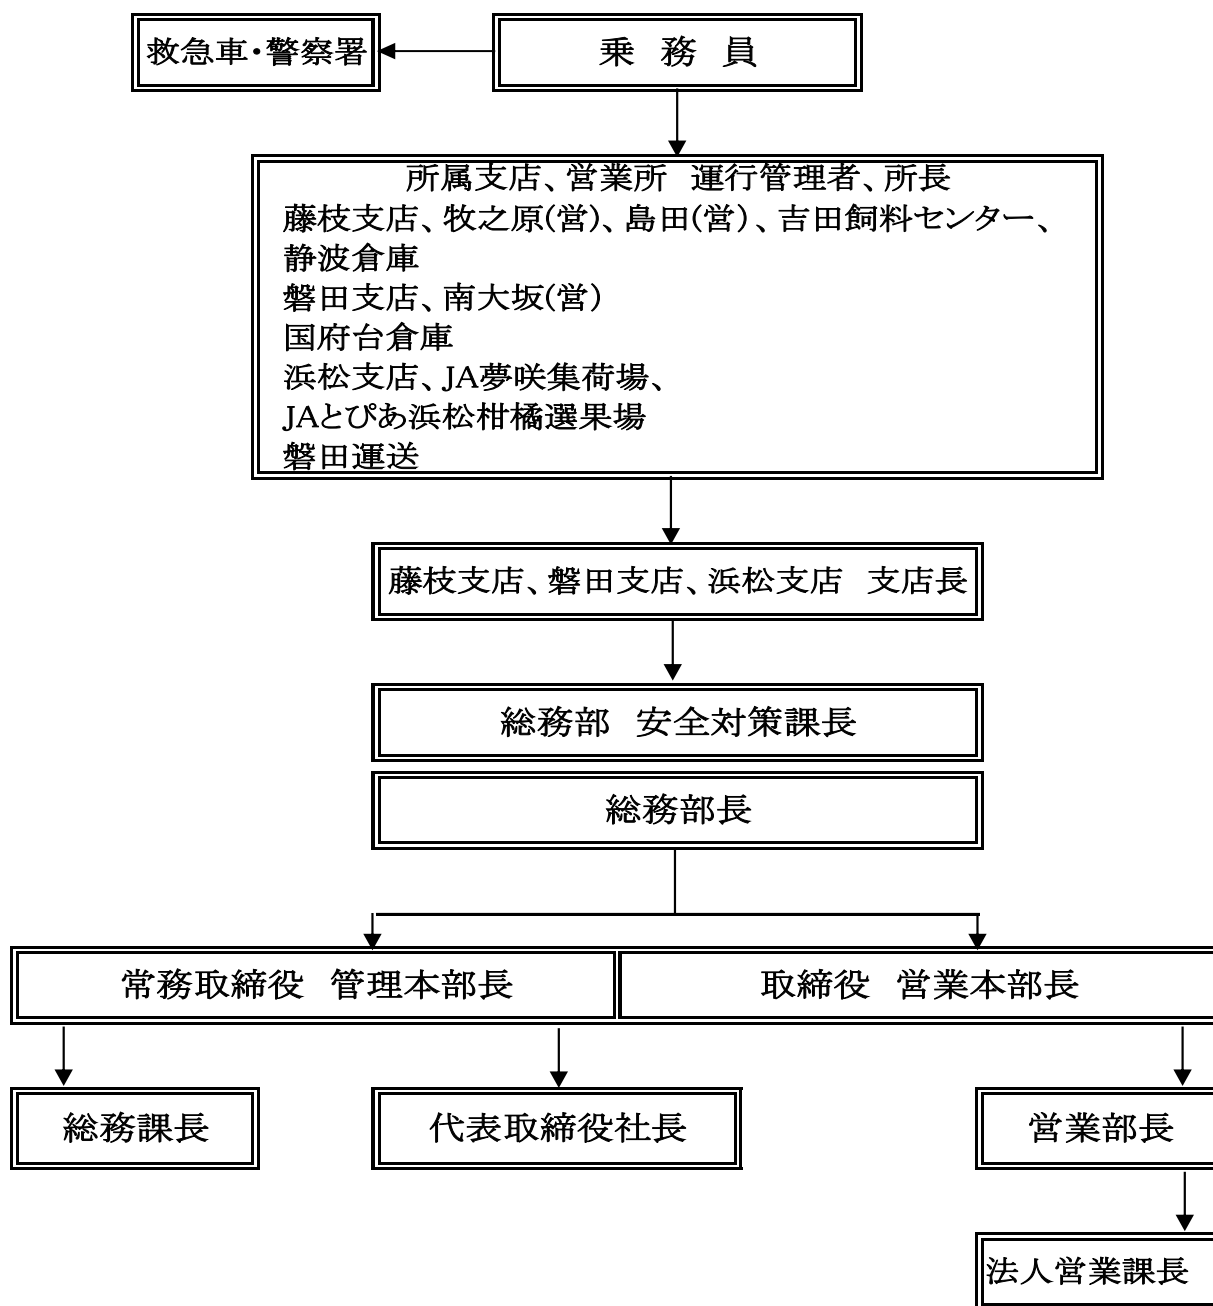 救急車・警察署
乗　務　員
所属支店、営業所　運行管理者、所長
藤枝支店、牧之原(営)、島田(営)、吉田飼料センター、
静波倉庫
磐田支店、南大坂(営)
国府台倉庫
浜松支店、JA夢咲集荷場、
JAとぴあ浜松柑橘選果場
磐田運送
藤枝支店、磐田支店、浜松支店　支店長
総務部　安全対策課長
総務部長
常務取締役　管理本部長
取締役　営業本部長
総務課長
代表取締役社長
営業部長
法人営業課長